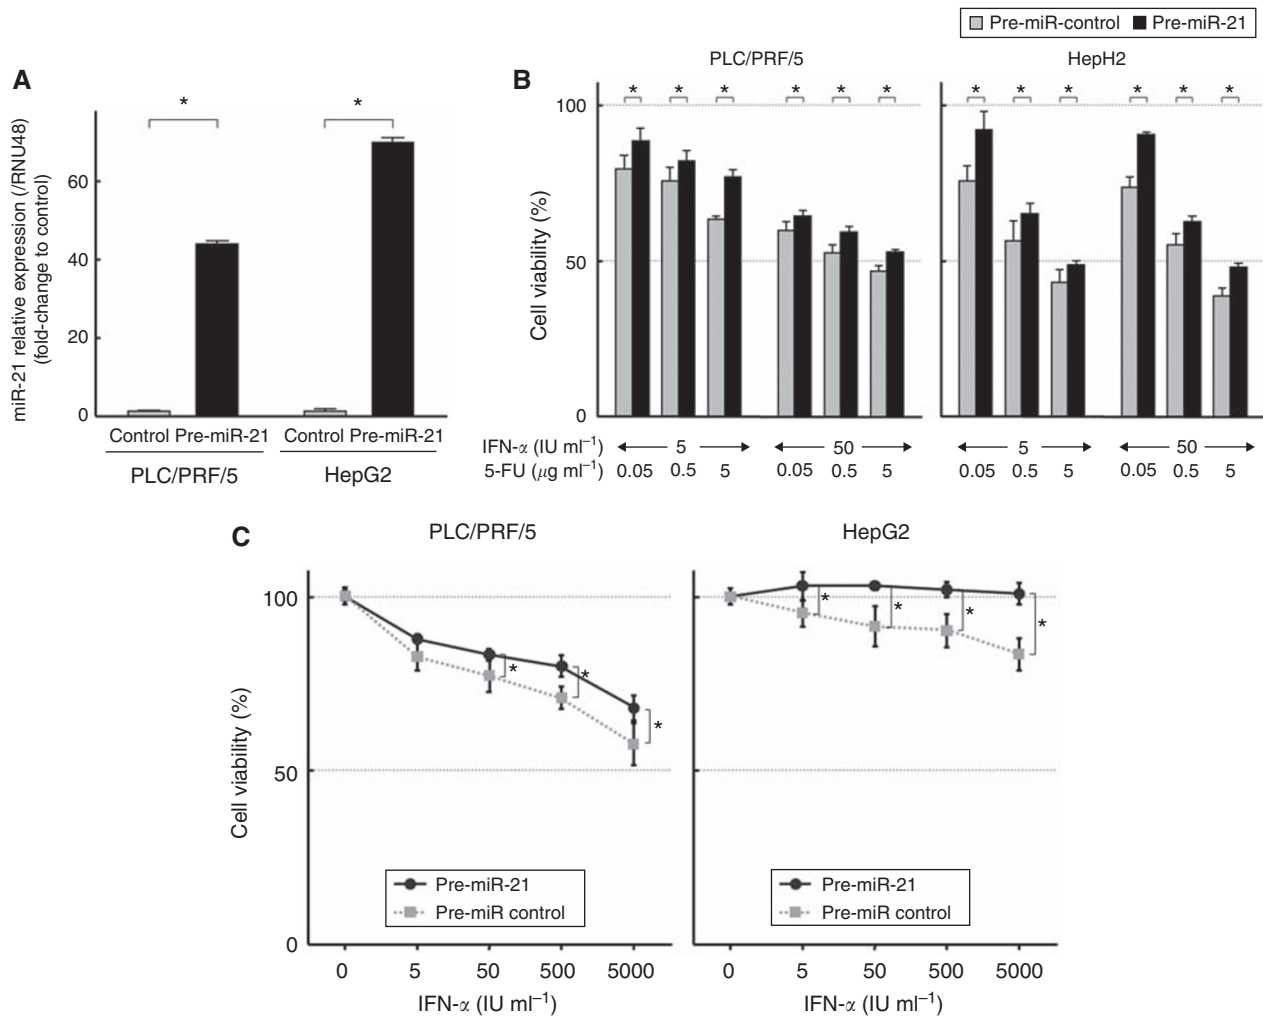 Pre-miR-control Pre-miR-21
A
miR-21 relative expression (/RNU48)
(fold-change to control)
60
40
20
0
*
*
Control Pre-miR-21 Control Pre-miR-21
PLC/PRF/5 HepG2
B
PLC/PRF/5 HepH2
Cell viability (%)
100
50
0
* * * * * * * * * * * *
IFN-α (IU ml⁻¹) 5 50 5 50
5-FU (μg ml⁻¹) 0.05 0.5 5 0.05 0.5 5 0.05 0.5 5 0.05 0.5 5
C
PLC/PRF/5 HepG2
Cell viability (%)
100
50
0
* * *
* * * *
Pre-miR-21
Pre-miR control
Pre-miR-21
Pre-miR control
0 5 50 500 5000 0 5 50 500 5000
IFN-α (IU ml⁻¹) IFN-α (IU ml⁻¹)